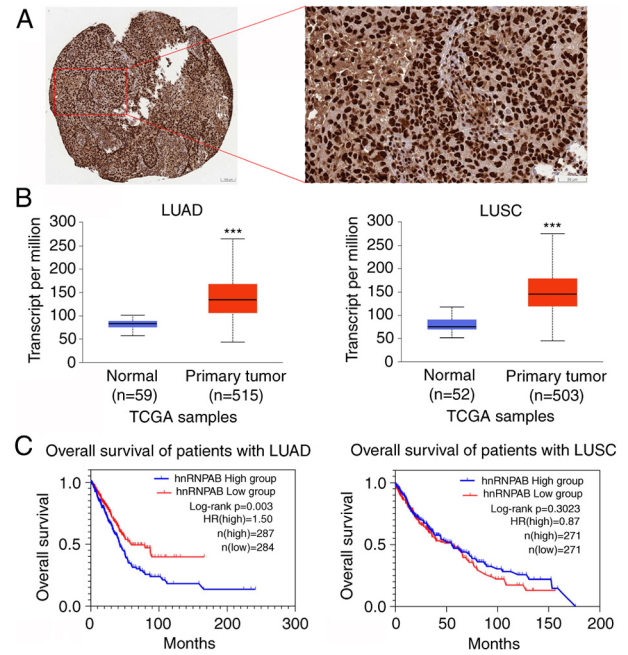 A
B
LUAD
Transcript per million
300
250
200
150
100
50
0
***
Normal
(n=59)
Primary tumor
(n=515)
TCGA samples
LUSC
Transcript per million
300
250
200
150
100
50
0
***
Normal
(n=52)
Primary tumor
(n=503)
TCGA samples
C
Overall survival of patients with LUAD
Overall survival
1.0
0.5
0.0
hnRNPAB High group
hnRNPAB Low group
Log-rank p=0.003
HR(high)=1.50
n(high)=287
n(low)=284
0 100 200 300
Months
Overall survival of patients with LUSC
Overall survival
1.0
0.5
0.0
hnRNPAB High group
hnRNPAB Low group
Log-rank p=0.3023
HR(high)=0.87
n(high)=271
n(low)=271
0 50 100 150 200
Months